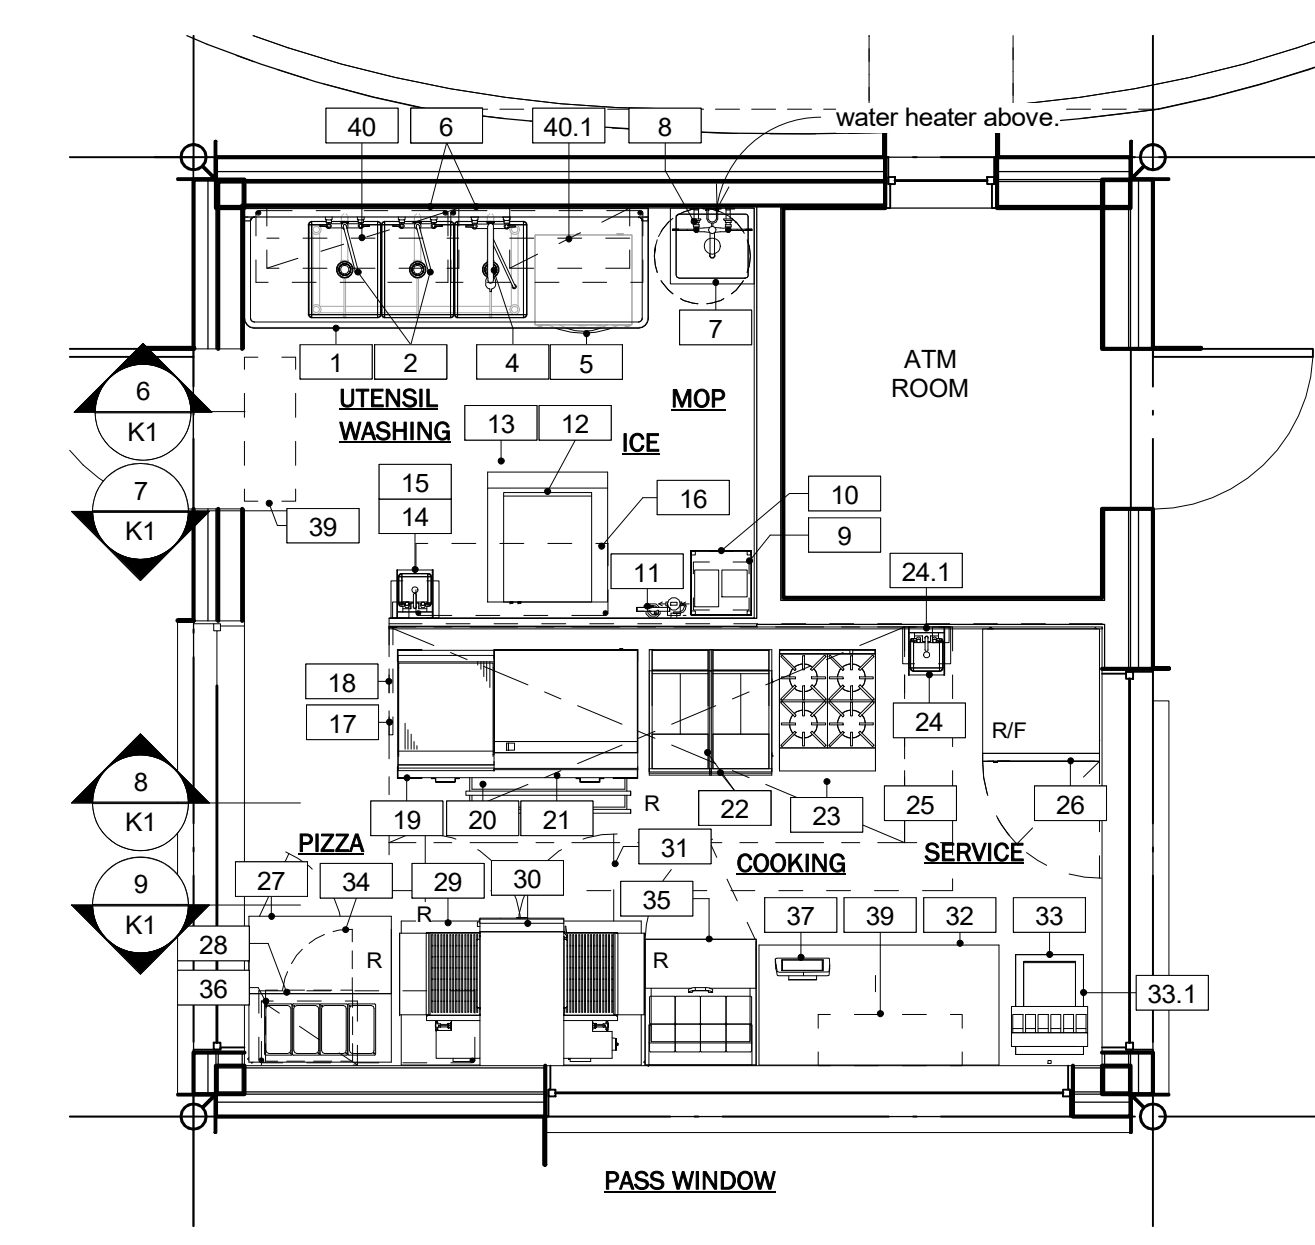 40 6 40.1 8 water heater above.
7
1 2 4 5
ATM
ROOM
6
K1
UTENSIL
WASHING
MOP
13 12
ICE
7
K1
15
14
16
10
39
9
11
24.1
18
17
24
R/F
8
K1
R
19 20 21 22 23 25 26
PIZZA
31
COOKING
SERVICE
9
K1
27 34 29 30
35
R
37 39 32 33
28
R
R
36
33.1
PASS WINDOW